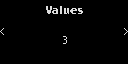 Values
< 3 >